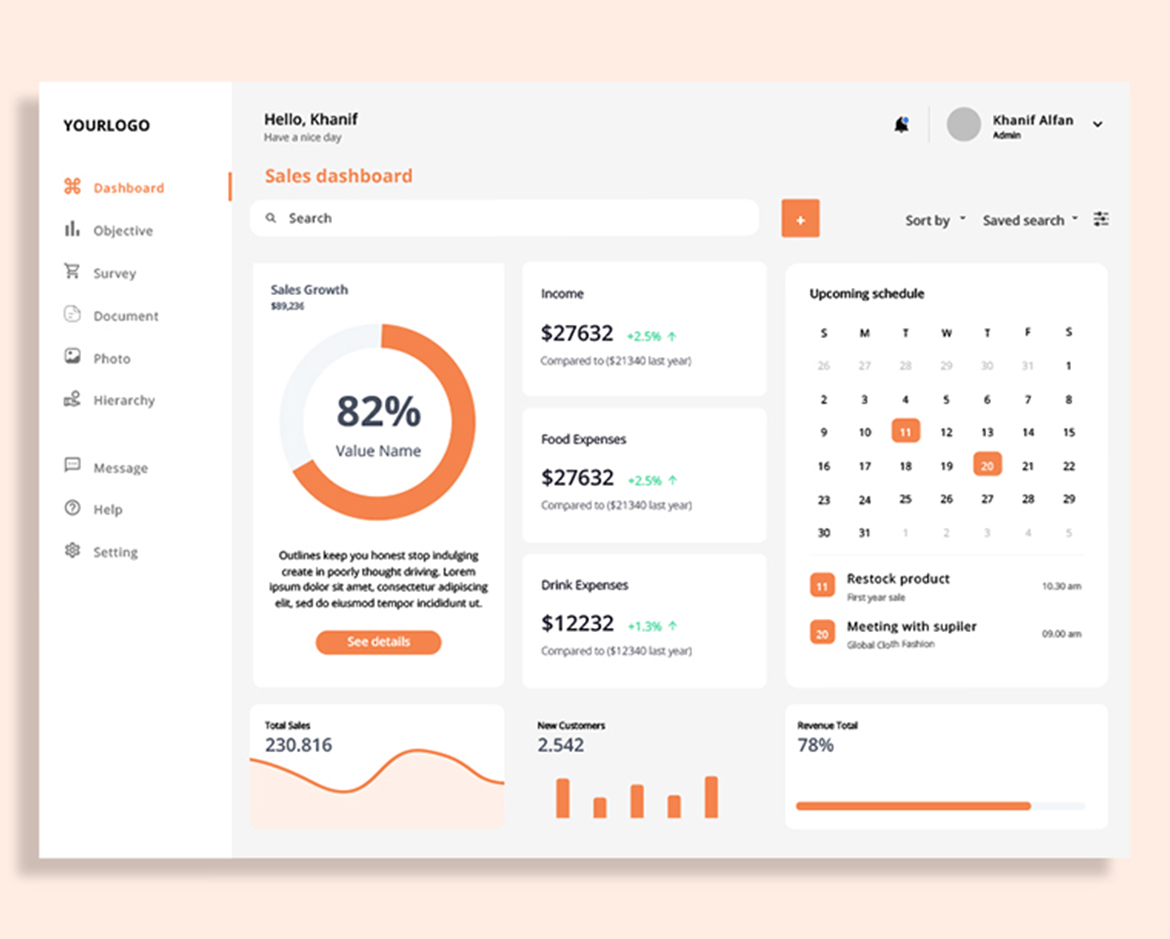 YOURLOGO
Dashboard
Objective
Survey
Document
Photo
Hierarchy
Message
Help
Setting
Hello, Khanif
Have a nice day
Khanif Alfan
Admin
Sales dashboard
Search
+
Sort by
Saved search
Sales Growth
$89,236
82%
Value Name
Outlines keep you honest stop indulging
create in poorly thought driving. Lorem
ipsum dolor sit amet, consectetur adipiscing
elit, sed do eiusmod tempor incididunt ut.
See details
Income
$27632 +2.5% ↑
Compared to ($21340 last year)
Food Expenses
$27632 +2.5% ↑
Compared to ($21340 last year)
Drink Expenses
$12232 +1.3% ↑
Compared to ($12340 last year)
Upcoming schedule
S M T W T F S
26 27 28 29 30 31 1
2 3 4 5 6 7 8
9 10 11 12 13 14 15
16 17 18 19 20 21 22
23 24 25 26 27 28 29
30 31 1 2 3 4 5
11 Restock product 10.30 am
First year sale
20 Meeting with supiler 09.00 am
Global Cloth Fashion
Total Sales
230.816
New Customers
2.542
Revenue Total
78%